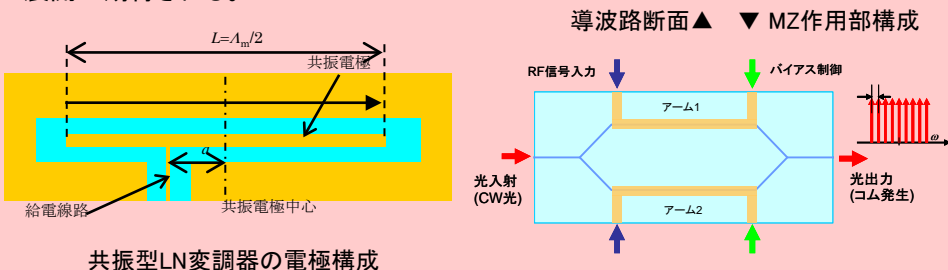 導波路断面▲ ▼ MZ作用部構成
L=Λm/2
共振電極
a
給電線路
共振電極中心
共振型LN変調器の電極構成
RF信号入力
バイアス制御
アーム1
光入射
(CW光)
アーム2
ω
光出力
(コム発生)